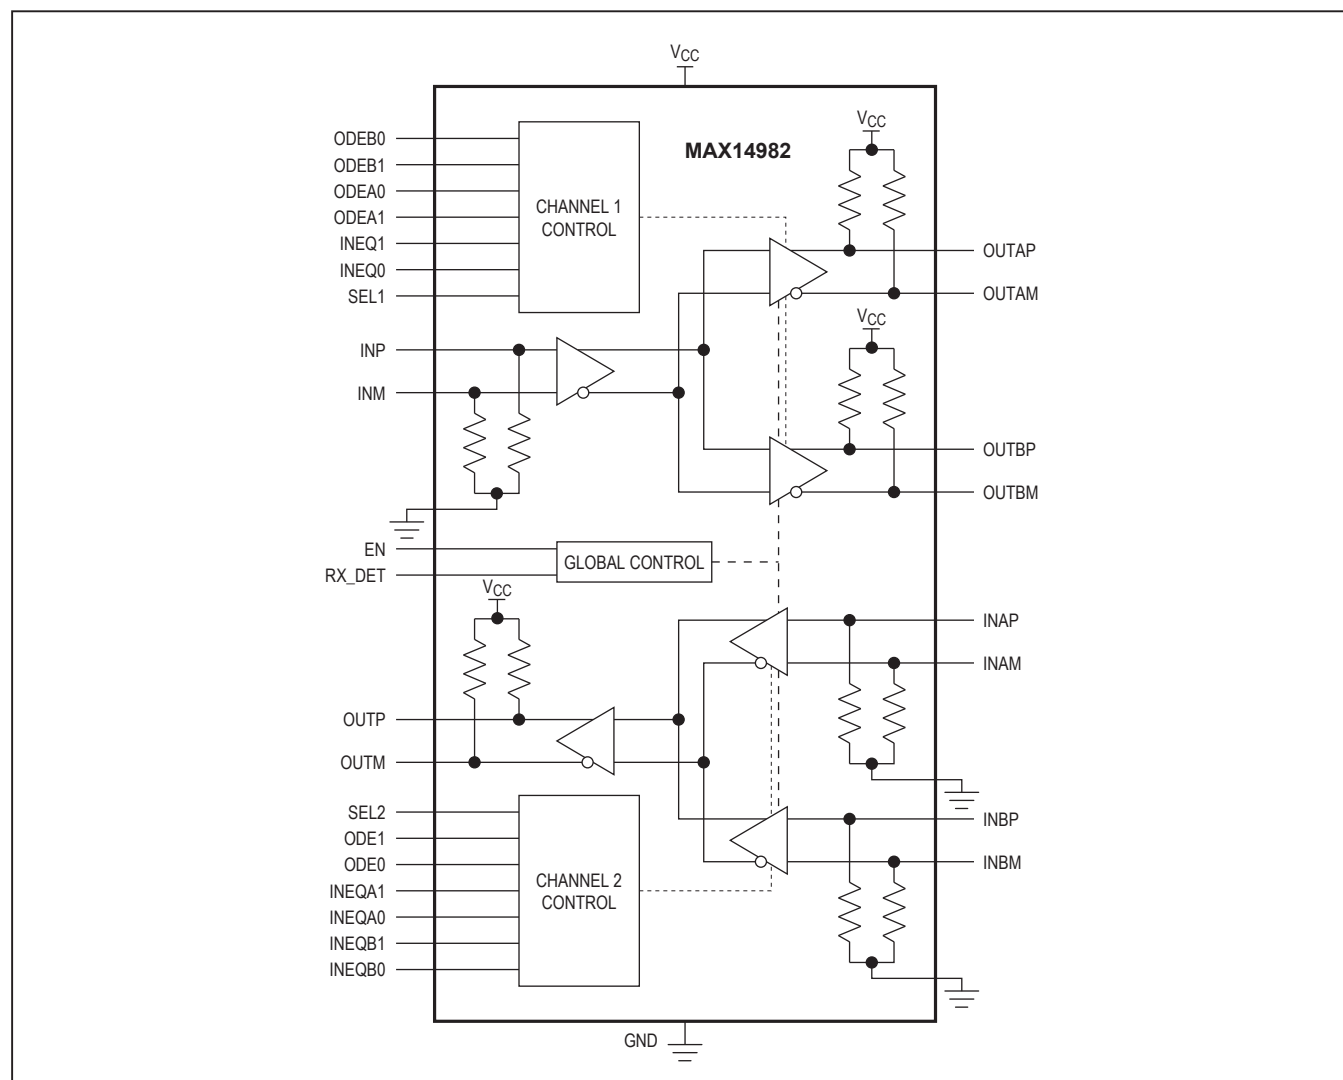 VCC
MAX14982
VCC
ODEB0
ODEB1
ODEA0
ODEA1
INEQ1
INEQ0
SEL1
CHANNEL 1
CONTROL
OUTAP
OUTAM
VCC
INP
INM
OUTBP
OUTBM
EN
RX_DET
GLOBAL CONTROL
VCC
INAP
INAM
OUTP
OUTM
SEL2
ODE1
ODE0
INEQA1
INEQA0
INEQB1
INEQB0
CHANNEL 2
CONTROL
INBP
INBM
GND